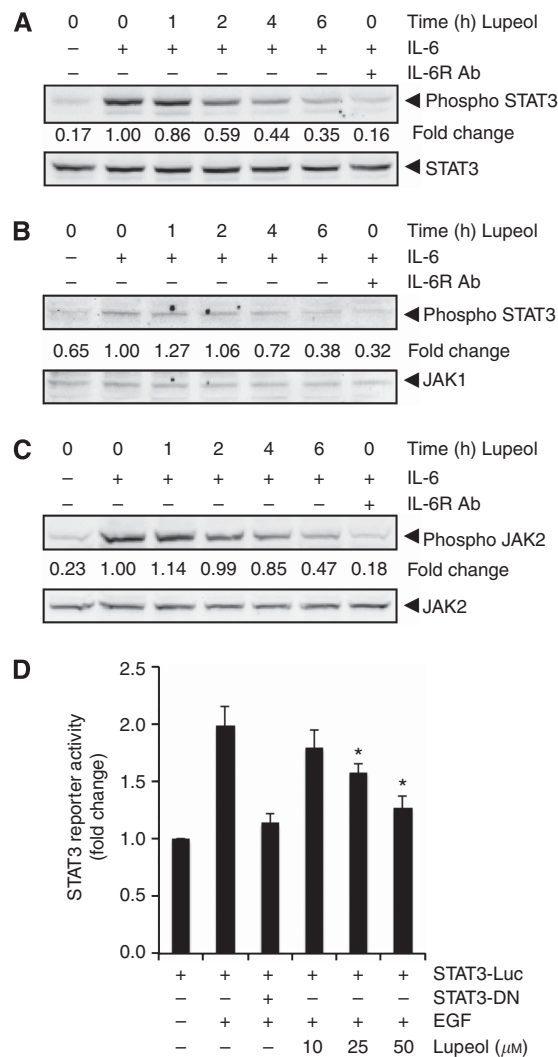 A
0 0 1 2 4 6 0 Time (h) Lupeol
– + + + + + + IL-6
– – – – – – + IL-6R Ab
Phospho STAT3
0.17 1.00 0.86 0.59 0.44 0.35 0.16 Fold change
STAT3
B
0 0 1 2 4 6 0 Time (h) Lupeol
– + + + + + + IL-6
– – – – – – + IL-6R Ab
Phospho STAT3
0.65 1.00 1.27 1.06 0.72 0.38 0.32 Fold change
JAK1
C
0 0 1 2 4 6 0 Time (h) Lupeol
– + + + + + + IL-6
– – – – – – + IL-6R Ab
Phospho JAK2
0.23 1.00 1.14 0.99 0.85 0.47 0.18 Fold change
JAK2
D
STAT3 reporter activity
(fold change)
2.5
2.0
1.5
1.0
0.5
0.0
*
*
+ + + + + + STAT3-Luc
– – + – – – STAT3-DN
– + + + + + EGF
– – – 10 25 50 Lupeol (μM)